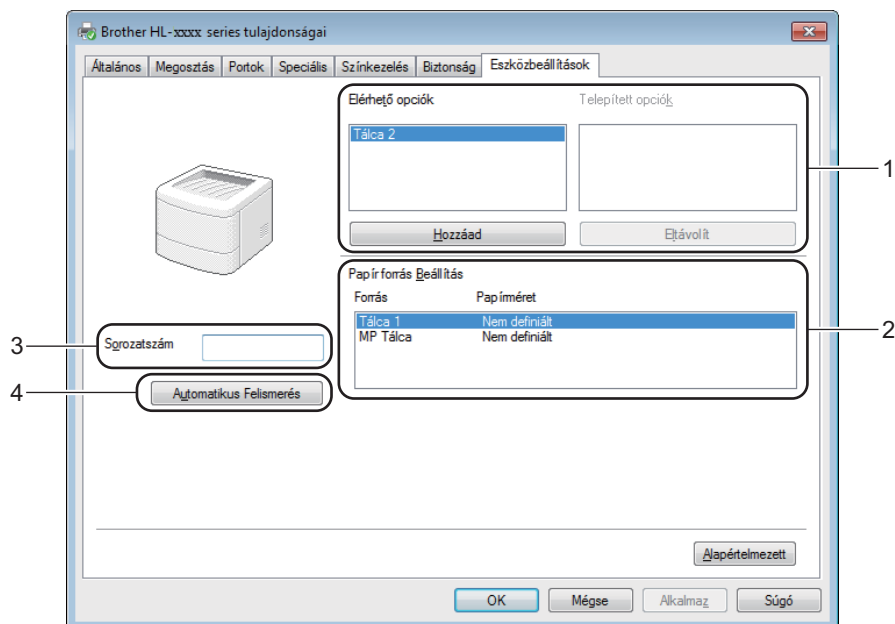 Brother HL-xxxx series tulajdonságai
Általános Megosztás Portok Speciális Színkezelés Biztonság Eszközbeállítások
Elérhető opciók Telepített opciók
Tálca 2
1
Hozzáad Eltávolít
Papír forrás Beállítás
Forrás Papírméret
Tálca 1 Nem definiált
MP Tálca Nem definiált
2
3 Sorozatszám
4 Automatikus Felismerés
Alapértelmezett
OK Mégse Alkalmaz Súgó